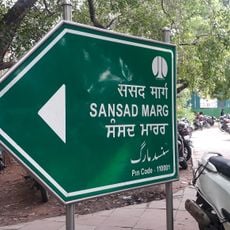 संसद मार्ग
SANSAD MARG
ਸੰਸਦ ਮਾਰਗ
سنسد مارگ
Pin Code - 110001